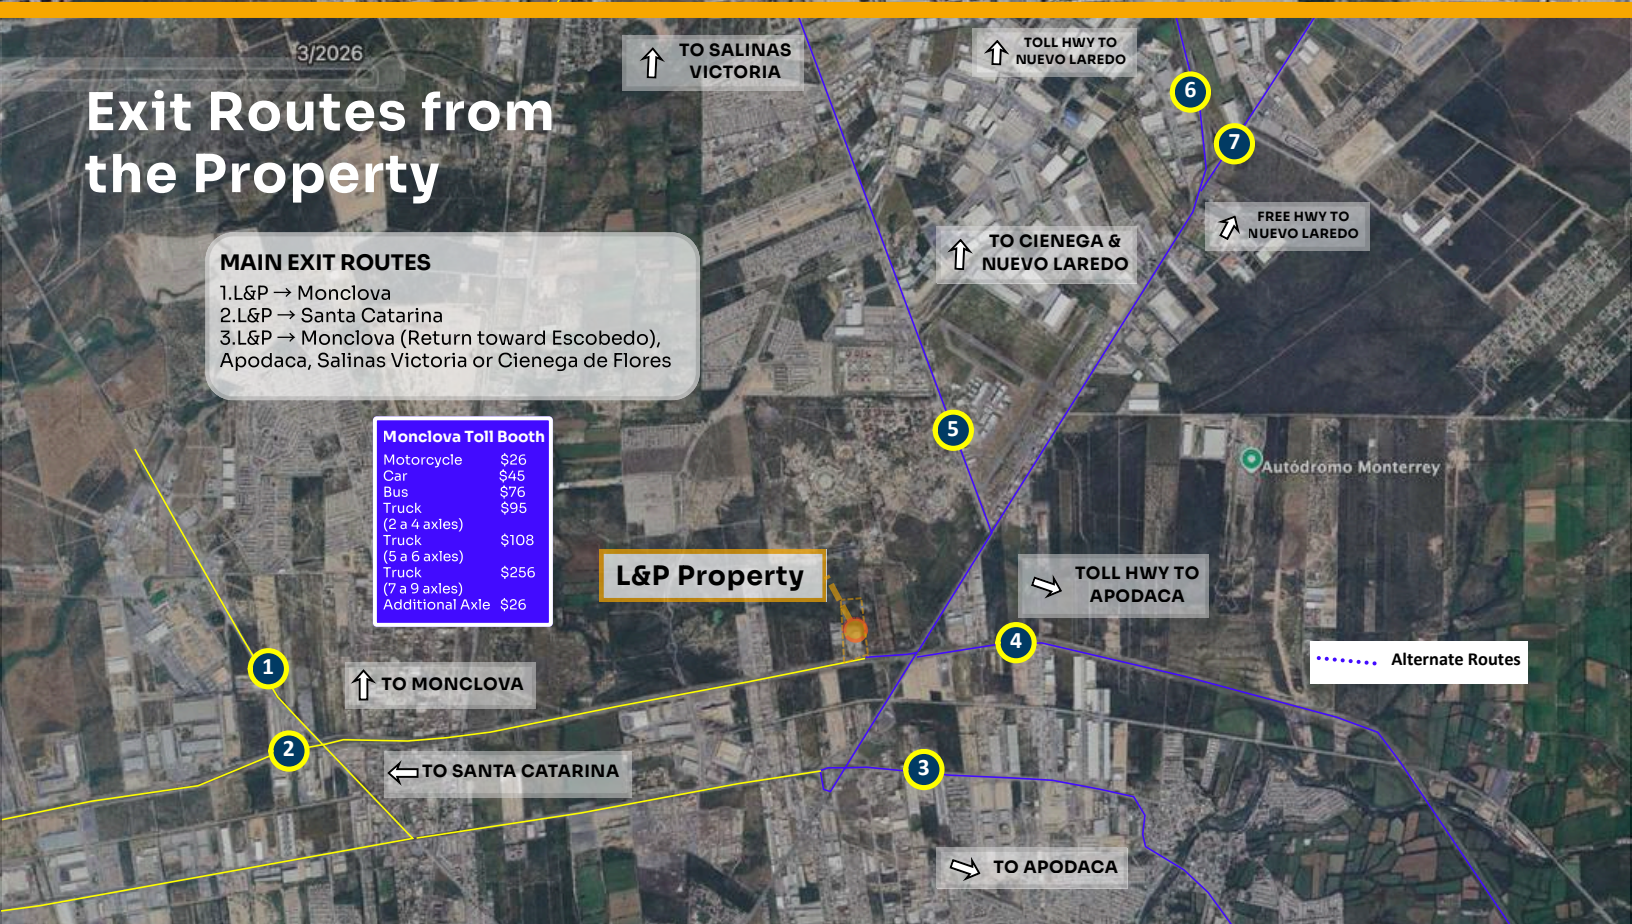 3/2026
Exit Routes from
the Property
MAIN EXIT ROUTES
1.L&P → Monclova
2.L&P → Santa Catarina
3.L&P → Monclova (Return toward Escobedo),
Apodaca, Salinas Victoria or Cienega de Flores
Monclova Toll Booth
Motorcycle $26
Car $45
Bus $76
Truck $95
(2 a 4 axles)
Truck $108
(5 a 6 axles)
Truck $256
(7 a 9 axles)
Additional Axle $26
TO SALINAS
VICTORIA
TOLL HWY TO
NUEVO LAREDO
6
7
FREE HWY TO
NUEVO LAREDO
TO CIENEGA &
NUEVO LAREDO
5
Autódromo Monterrey
L&P Property
TOLL HWY TO
APODACA
4
Alternate Routes
1
TO MONCLOVA
2
TO SANTA CATARINA
3
TO APODACA